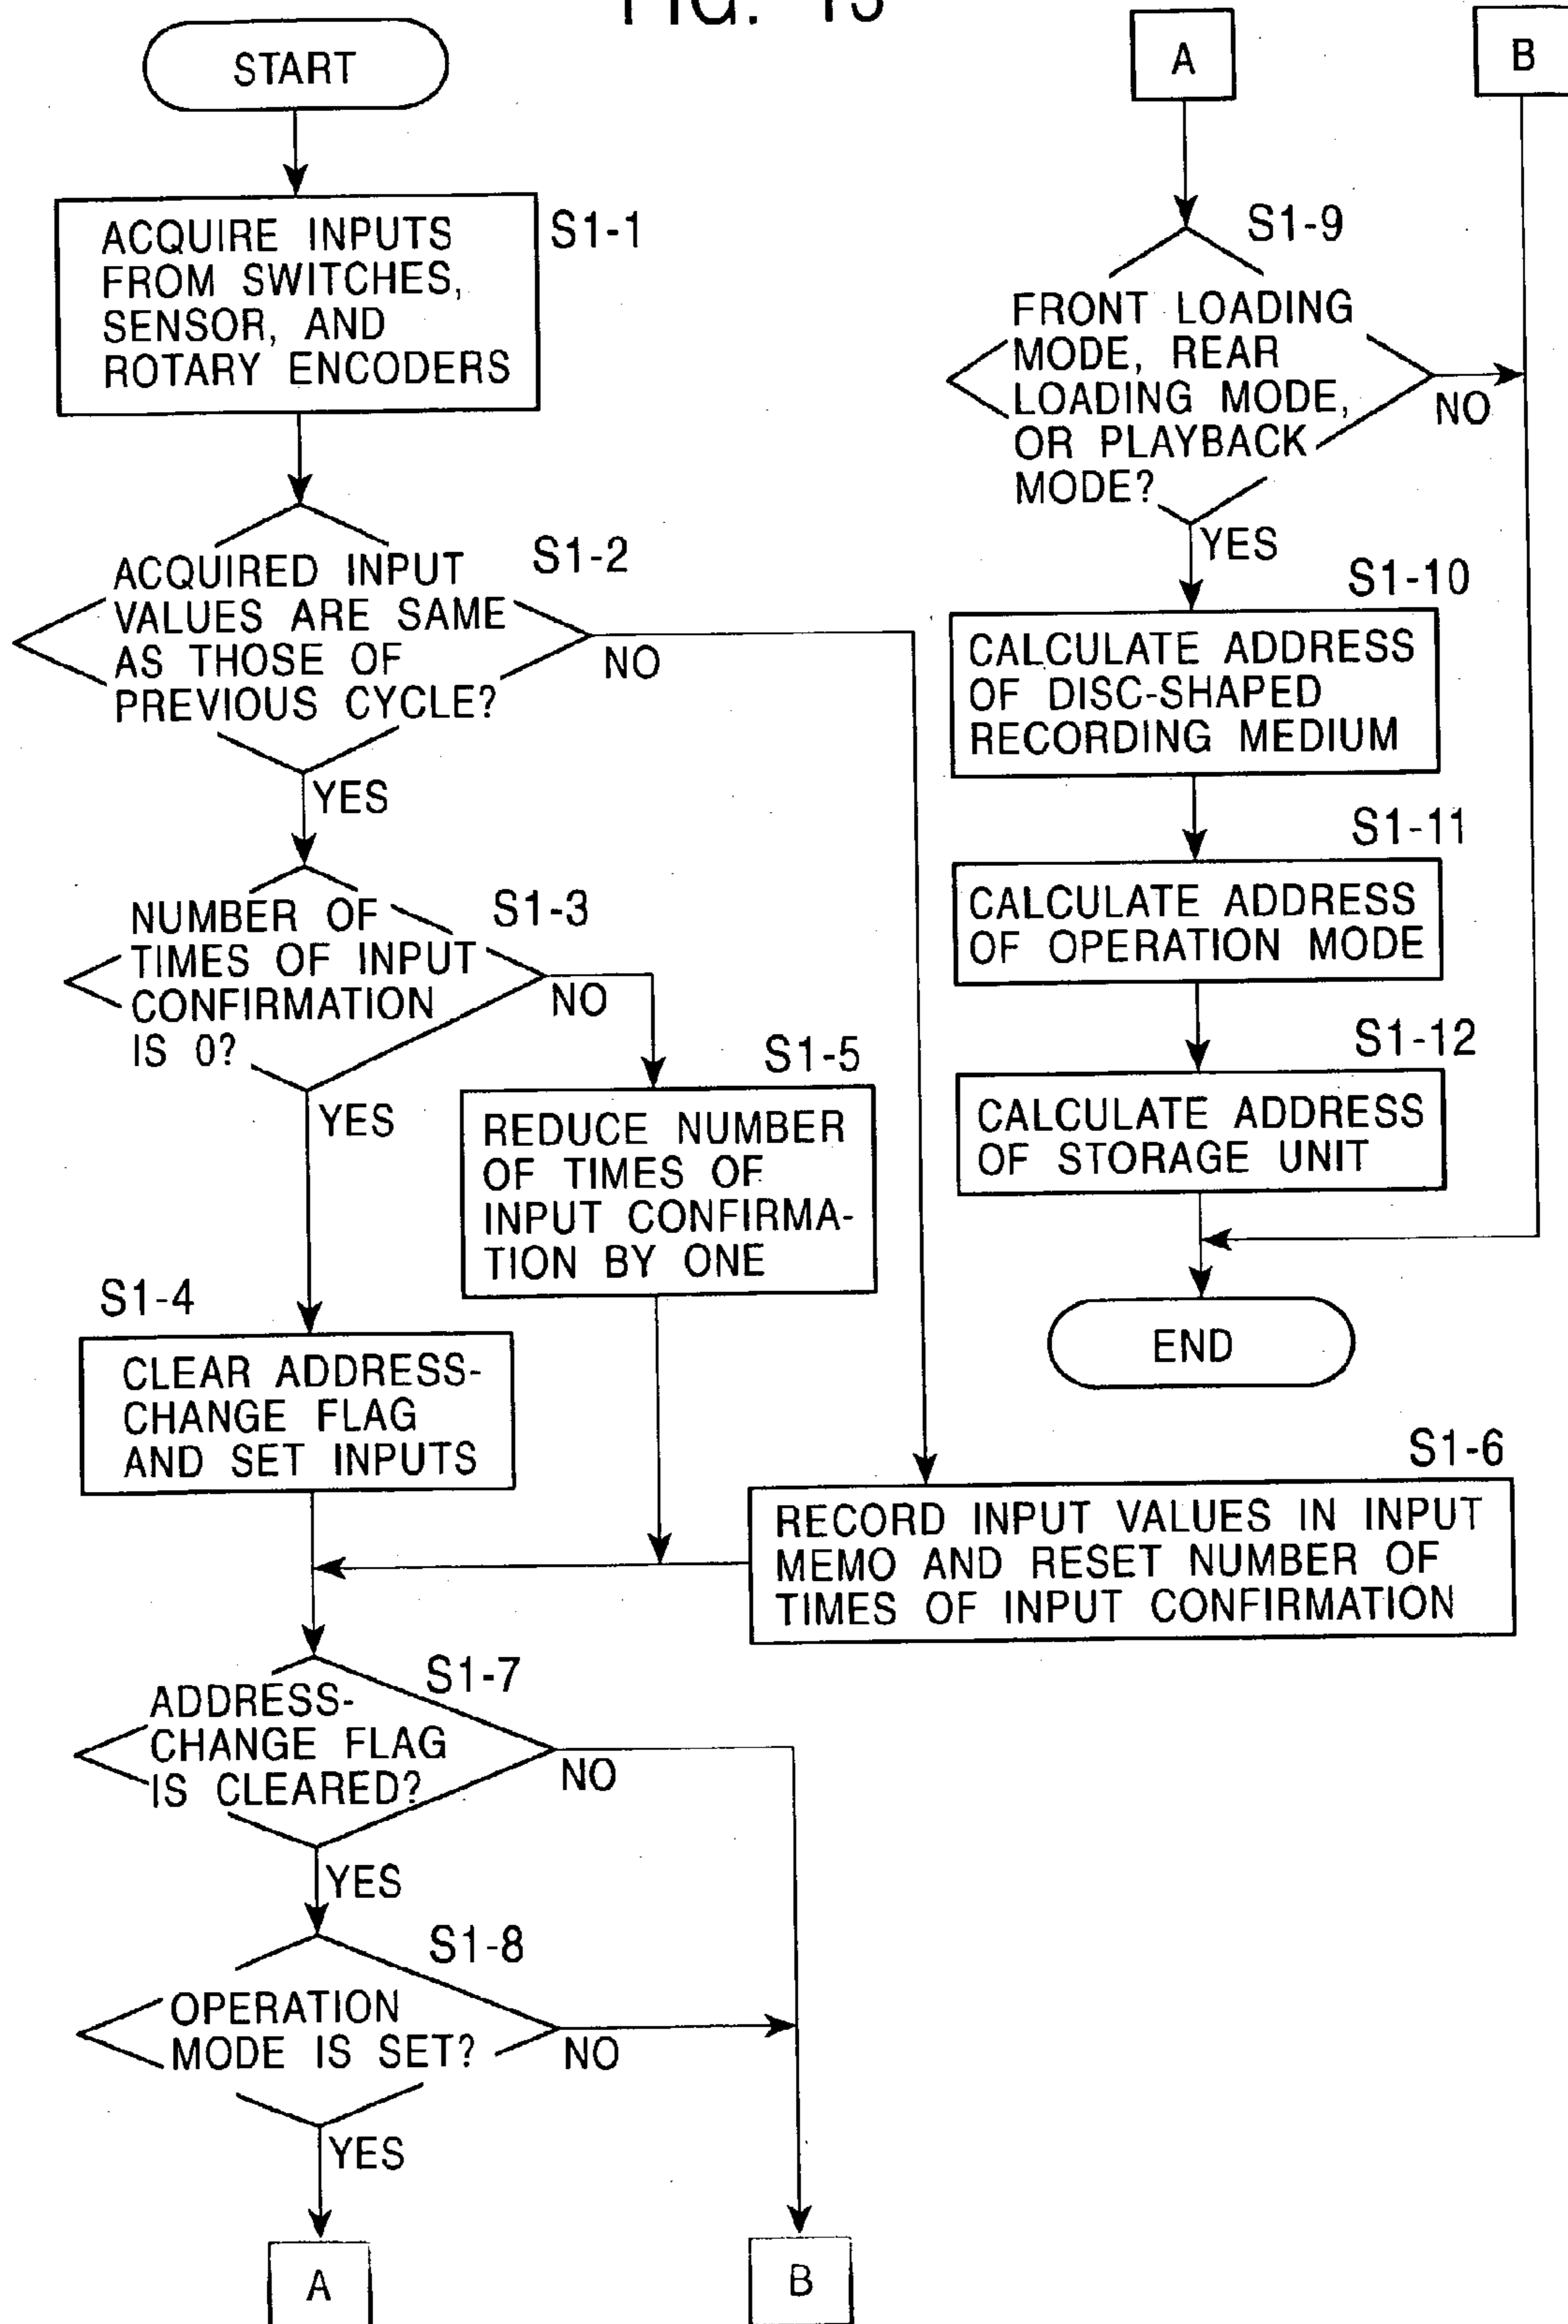 FIG. 13
START
S1-1
ACQUIRE INPUTS
FROM SWITCHES,
SENSOR, AND
ROTARY ENCODERS
S1-2
ACQUIRED INPUT
VALUES ARE SAME
AS THOSE OF
PREVIOUS CYCLE?
NO
YES
S1-3
NUMBER OF
TIMES OF INPUT
CONFIRMATION
IS 0?
NO
YES
S1-5
REDUCE NUMBER
OF TIMES OF
INPUT CONFIRMA-
TION BY ONE
S1-4
CLEAR ADDRESS-
CHANGE FLAG
AND SET INPUTS
S1-6
RECORD INPUT VALUES IN INPUT
MEMO AND RESET NUMBER OF
TIMES OF INPUT CONFIRMATION
S1-7
ADDRESS-
CHANGE FLAG
IS CLEARED?
NO
YES
S1-8
OPERATION
MODE IS SET?
NO
YES
A
B
A
B
S1-9
FRONT LOADING
MODE, REAR
LOADING MODE,
OR PLAYBACK
MODE?
NO
YES
S1-10
CALCULATE ADDRESS
OF DISC-SHAPED
RECORDING MEDIUM
S1-11
CALCULATE ADDRESS
OF OPERATION MODE
S1-12
CALCULATE ADDRESS
OF STORAGE UNIT
END